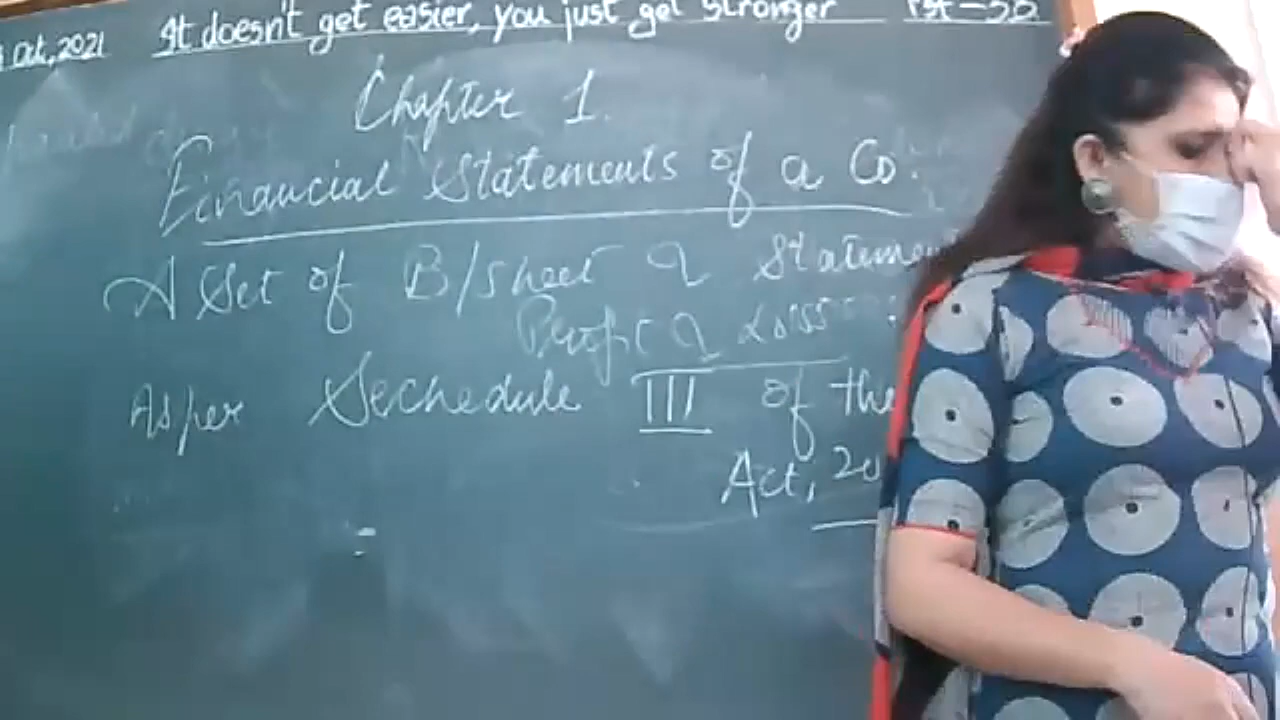 Oct, 2021 It doesn't get easier, you just get stronger
Chapter 1.
Financial Statements of a Co.
A Set of B/Sheet & Statement
Profit & Loss
As per Schedule III of the
Act, 20